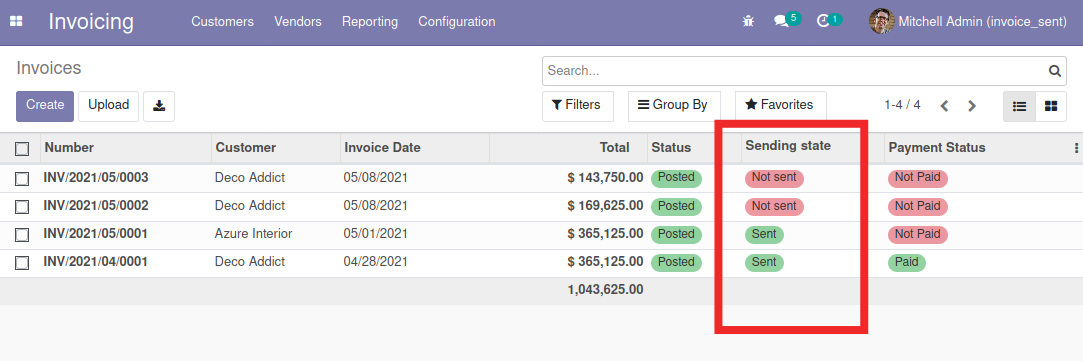 Invoicing Customers Vendors Reporting Configuration 5 1 Mitchell Admin (invoice_sent)
Invoices Search...
Create Upload Filters Group By Favorites 1-4 / 4
Number Customer Invoice Date Total Status Sending state Payment Status
INV/2021/05/0003 Deco Addict 05/08/2021 $ 143,750.00 Posted Not sent Not Paid
INV/2021/05/0002 Deco Addict 05/08/2021 $ 169,625.00 Posted Not sent Not Paid
INV/2021/05/0001 Azure Interior 05/01/2021 $ 365,125.00 Posted Sent Not Paid
INV/2021/04/0001 Deco Addict 04/28/2021 $ 365,125.00 Posted Sent Paid
1,043,625.00